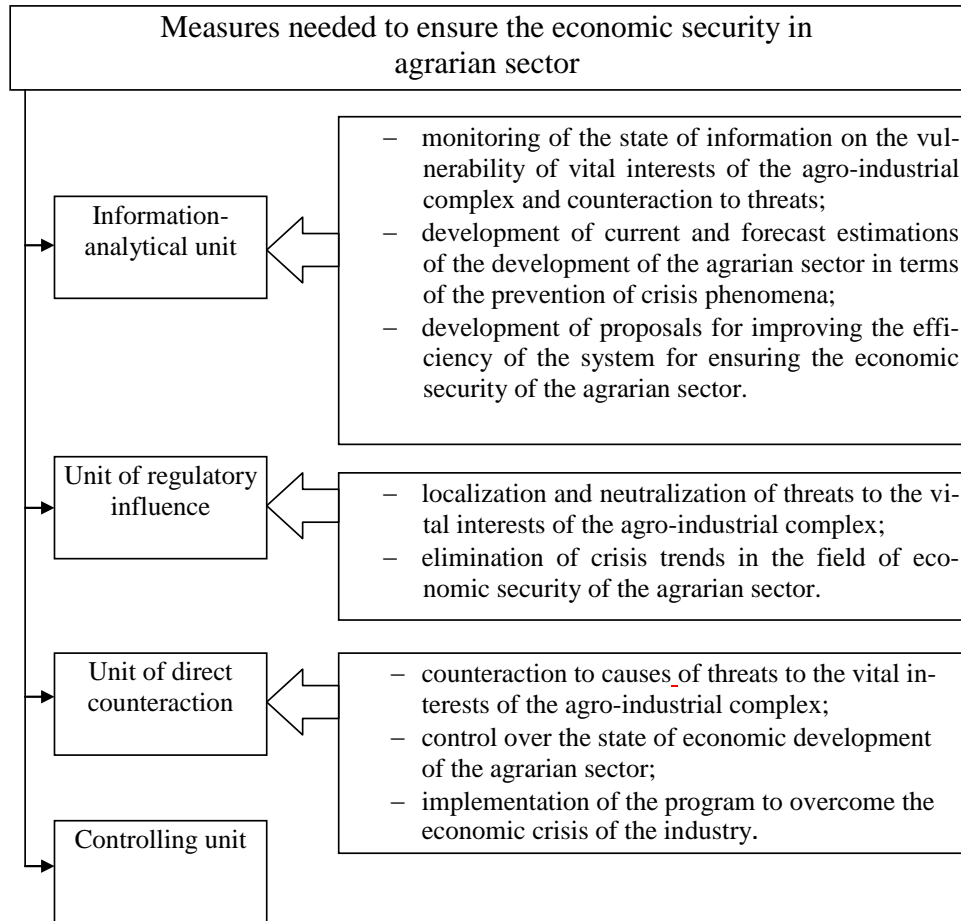 Measures needed to ensure the economic security in
agrarian sector
Information-
analytical unit
– monitoring of the state of information on the vul-
nerability of vital interests of the agro-industrial
complex and counteraction to threats;
– development of current and forecast estimations
of the development of the agrarian sector in terms
of the prevention of crisis phenomena;
– development of proposals for improving the effi-
ciency of the system for ensuring the economic
security of the agrarian sector.
Unit of regulatory
influence
– localization and neutralization of threats to the vi-
tal interests of the agro-industrial complex;
– elimination of crisis trends in the field of eco-
nomic security of the agrarian sector.
Unit of direct
counteraction
– counteraction to causes of threats to the vital in-
terests of the agro-industrial complex;
– control over the state of economic development
of the agrarian sector;
– implementation of the program to overcome the
economic crisis of the industry.
Controlling unit